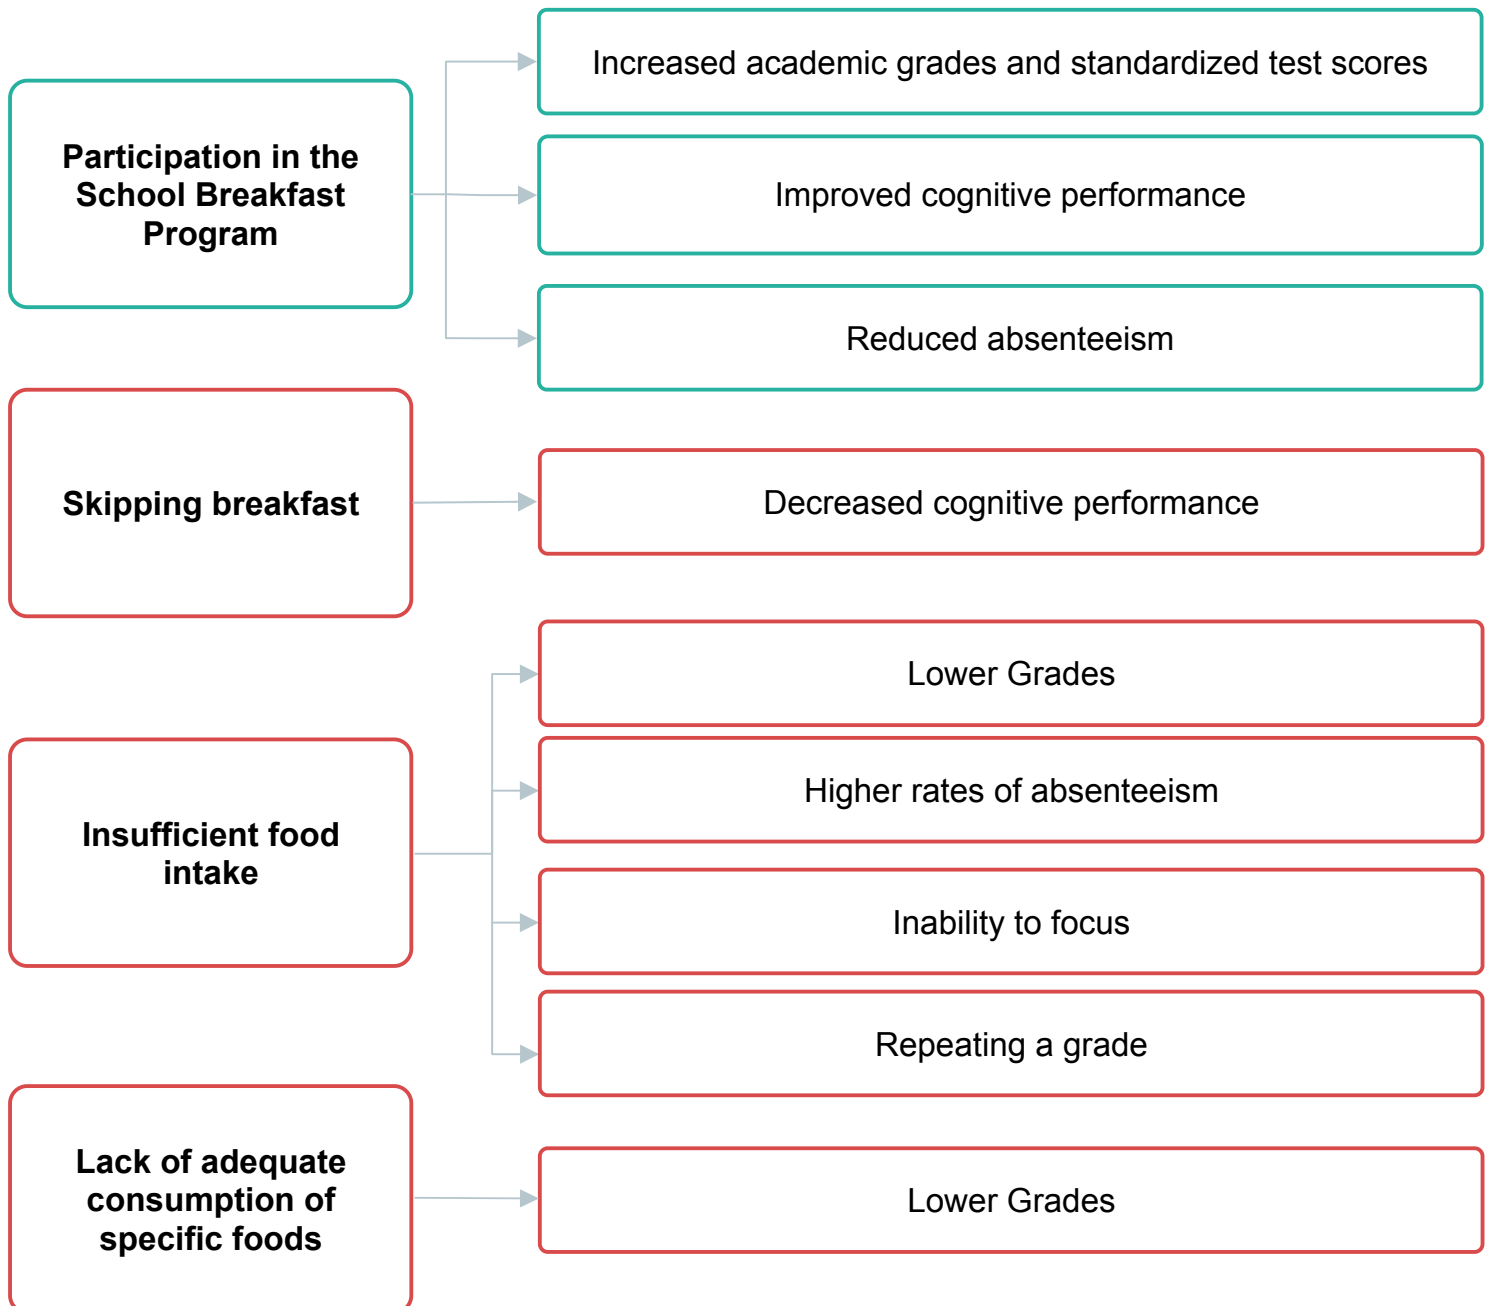 Increased academic grades and standardized test scores
Participation in the
School Breakfast
Program
Improved cognitive performance
Reduced absenteeism
Skipping breakfast
Decreased cognitive performance
Insufficient food
intake
Lower Grades
Higher rates of absenteeism
Inability to focus
Repeating a grade
Lack of adequate
consumption of
specific foods
Lower Grades